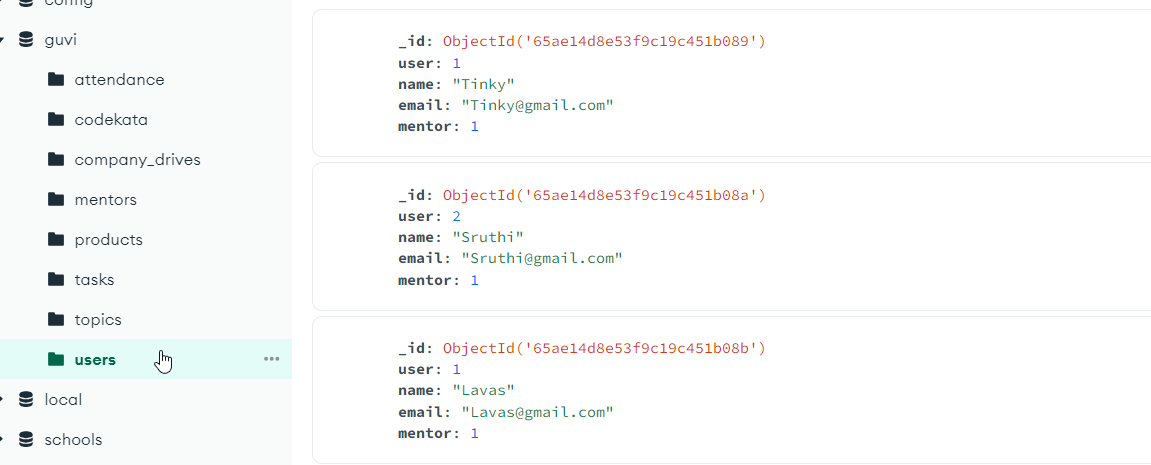 config
guvi
attendance
codekata
company_drives
mentors
products
tasks
topics
users
local
schools
_id: ObjectId('65ae14d8e53f9c19c451b089')
user: 1
name: "Tinky"
email: "Tinky@gmail.com"
mentor: 1
_id: ObjectId('65ae14d8e53f9c19c451b08a')
user: 2
name: "Sruthi"
email: "Sruthi@gmail.com"
mentor: 1
_id: ObjectId('65ae14d8e53f9c19c451b08b')
user: 1
name: "Lavas"
email: "Lavas@gmail.com"
mentor: 1